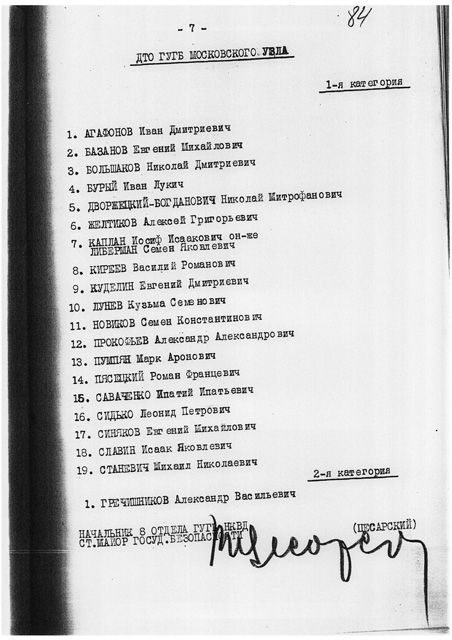 84
- 7 -
ДТО ГУГБ МОСКОВСКОГО УЗЛА
1-я категория
1. АГАФОНОВ Иван Дмитриевич
2. БАЗАНОВ Евгений Михайлович
3. БОЛЬШАКОВ Николай Дмитриевич
4. БУРЫЙ Иван Лукич
5. ДВОРЖЕЦКИЙ-БОГДАНОВИЧ Николай Митрофанович
6. ЖЕЛТИКОВ Алексей Григорьевич
7. КАПЛАН Иосиф Исаакович он-же
ЛИБЕРМАН Семен Яковлевич
8. КИРЕЕВ Василий Романович
9. КУДЕЛИН Евгений Дмитриевич
10. ЛУНЕВ Кузьма Семенович
11. НОВИКОВ Семен Константинович
12. ПРОКОФЬЕВ Александр Александрович
13. ПУМПЯН Марк Аронович
14. ПЯСЕЦКИЙ Роман Францевич
15. САВАЧЕНКО Ипатий Ипатьевич
16. СИДЬКО Леонид Петрович
17. СИНЯКОВ Евгений Михайлович
18. СЛАВИН Исаак Яковлевич
19. СТАНЕВИЧ Михаил Николаевич
2-я категория
1. ГРЕЧИШНИКОВ Александр Васильевич
НАЧАЛЬНИК 8 ОТДЕЛА ГУГБ НКВД
СТ.МАЙОР ГОСУД.БЕЗОПАСНОСТИ
(ЦЕСАРСКИЙ)